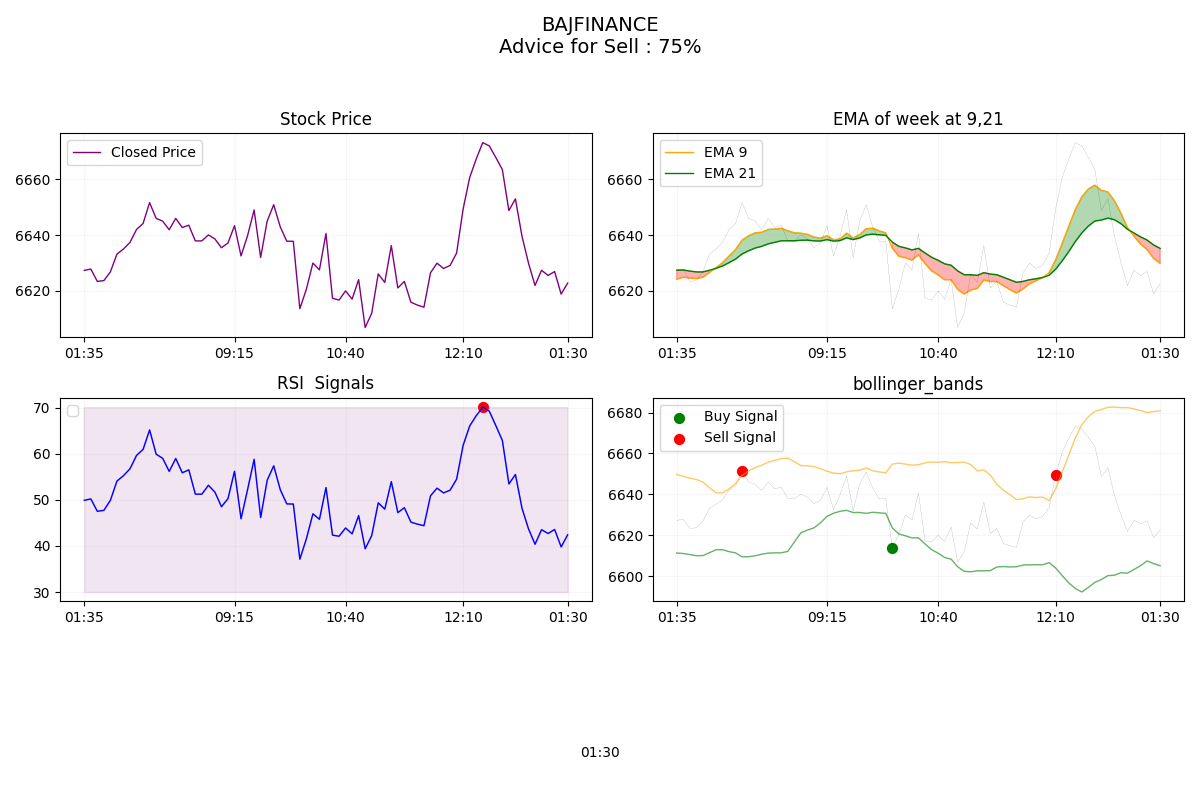 BAJFINANCE
Advice for Sell : 75%
Stock Price
Closed Price
6660
6640
6620
01:35 09:15 10:40 12:10 01:30
EMA of week at 9,21
EMA 9
EMA 21
6660
6640
6620
01:35 09:15 10:40 12:10 01:30
RSI  Signals
70
60
50
40
30
01:35 09:15 10:40 12:10 01:30
bollinger_bands
Buy Signal
Sell Signal
6680
6660
6640
6620
6600
01:35 09:15 10:40 12:10 01:30
01:30